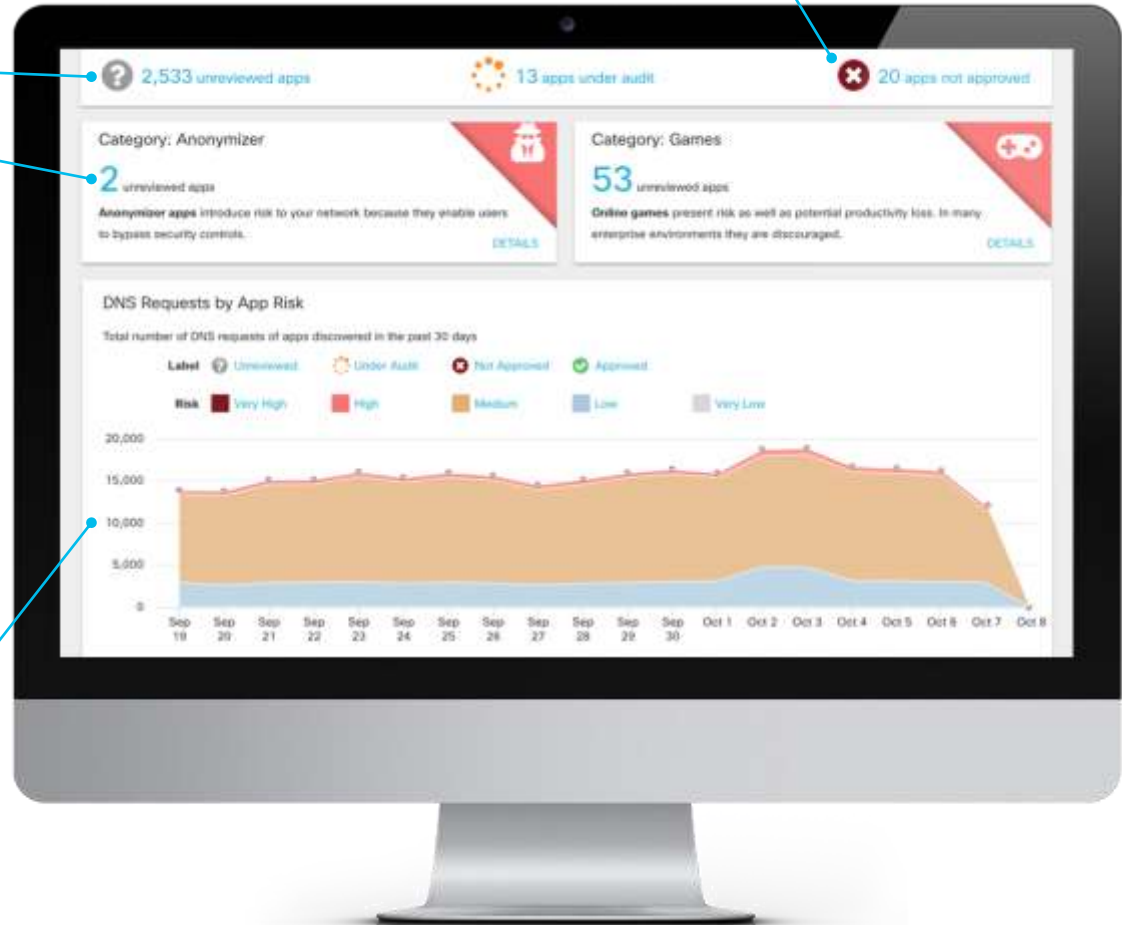 2,533 unreviewed apps
13 apps under audit
20 apps not approved
Category: Anonymizer
2 unreviewed apps
Anonymizer apps introduce risk to your network because they enable users
to bypass security controls.
DETAILS
Category: Games
53 unreviewed apps
Online games present risk as well as potential productivity loss. In many
enterprise environments they are discouraged.
DETAILS
DNS Requests by App Risk
Total number of DNS requests of apps discovered in the past 30 days
Label Unreviewed Under Audit Not Approved Approved
Risk Very High High Medium Low Very Low
20,000
15,000
10,000
5,000
0
Sep 19 Sep 20 Sep 21 Sep 22 Sep 23 Sep 24 Sep 25 Sep 26 Sep 27 Sep 28 Sep 29 Sep 30 Oct 1 Oct 2 Oct 3 Oct 4 Oct 5 Oct 6 Oct 7 Oct 8